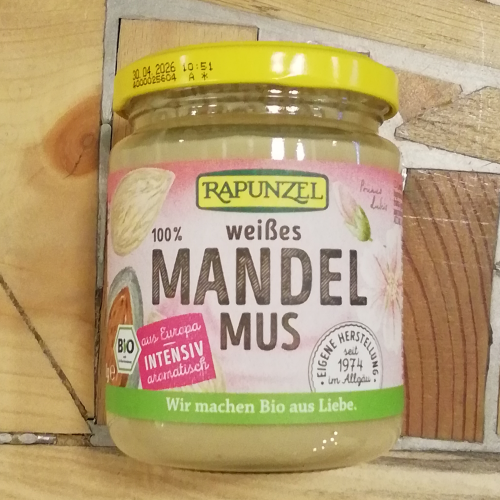 30.04.2026 10:51
RAPUNZEL
100%
weißes
MANDEL
MUS
aus Europa
INTENSIV
aromatisch
BIO
EIGENE HERSTELLUNG
seit
1974
im Allgäu
Wir machen Bio aus Liebe.